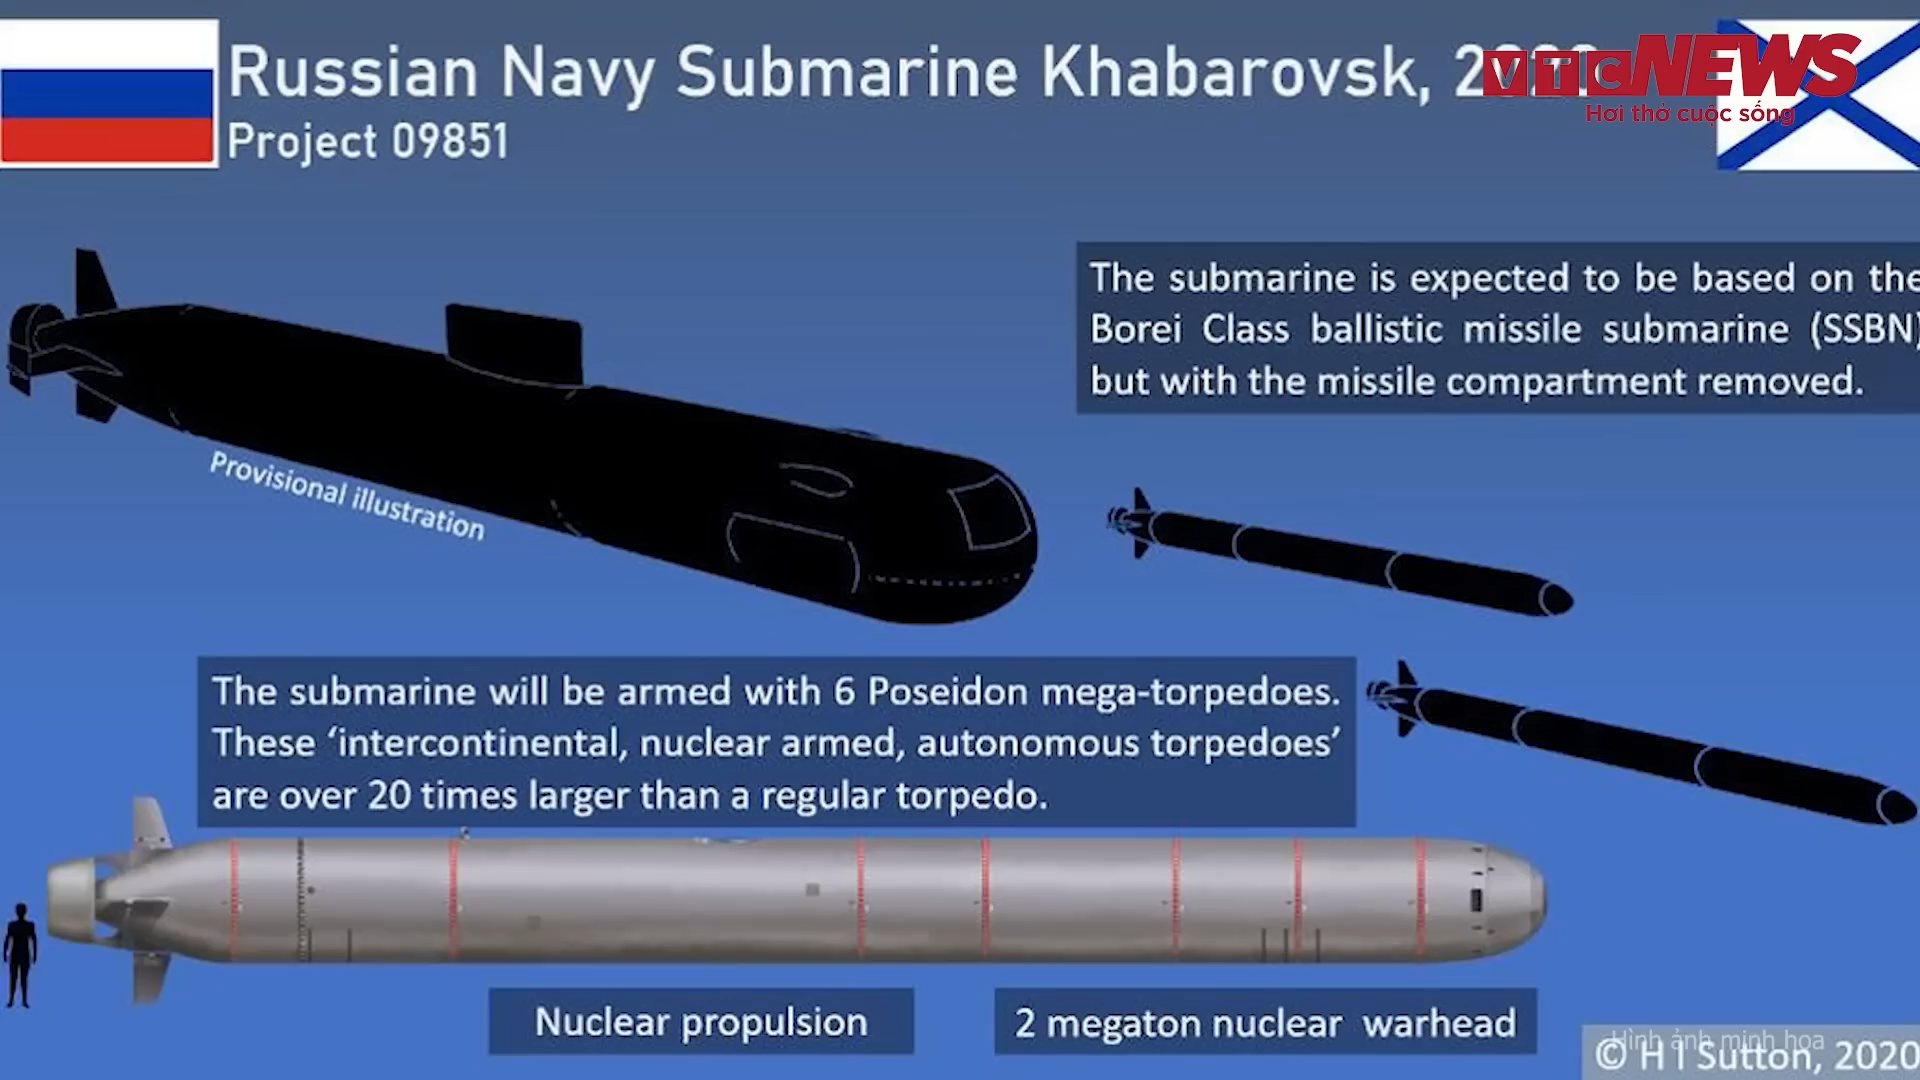 Russian Navy Submarine Khabarovsk,
VTC NEWS
Hơi thở cuộc sống
Project 09851
The submarine is expected to be based on the
Borei Class ballistic missile submarine (SSBN)
but with the missile compartment removed.
Provisional illustration
The submarine will be armed with 6 Poseidon mega-torpedoes.
These ‘intercontinental, nuclear armed, autonomous torpedoes’
are over 20 times larger than a regular torpedo.
Nuclear propulsion
2 megaton nuclear warhead
Hình ảnh minh họa
© H I Sutton, 2020